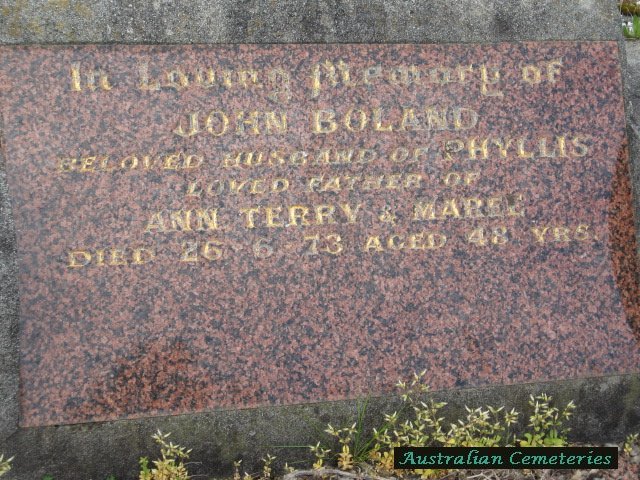 In Loving Memory of
JOHN BOLAND
BELOVED HUSBAND OF PHYLLIS
LOVED FATHER OF
ANN TERRY & MAREE
DIED 26 6 73 AGED 48 YRS
Australian Cemeteries